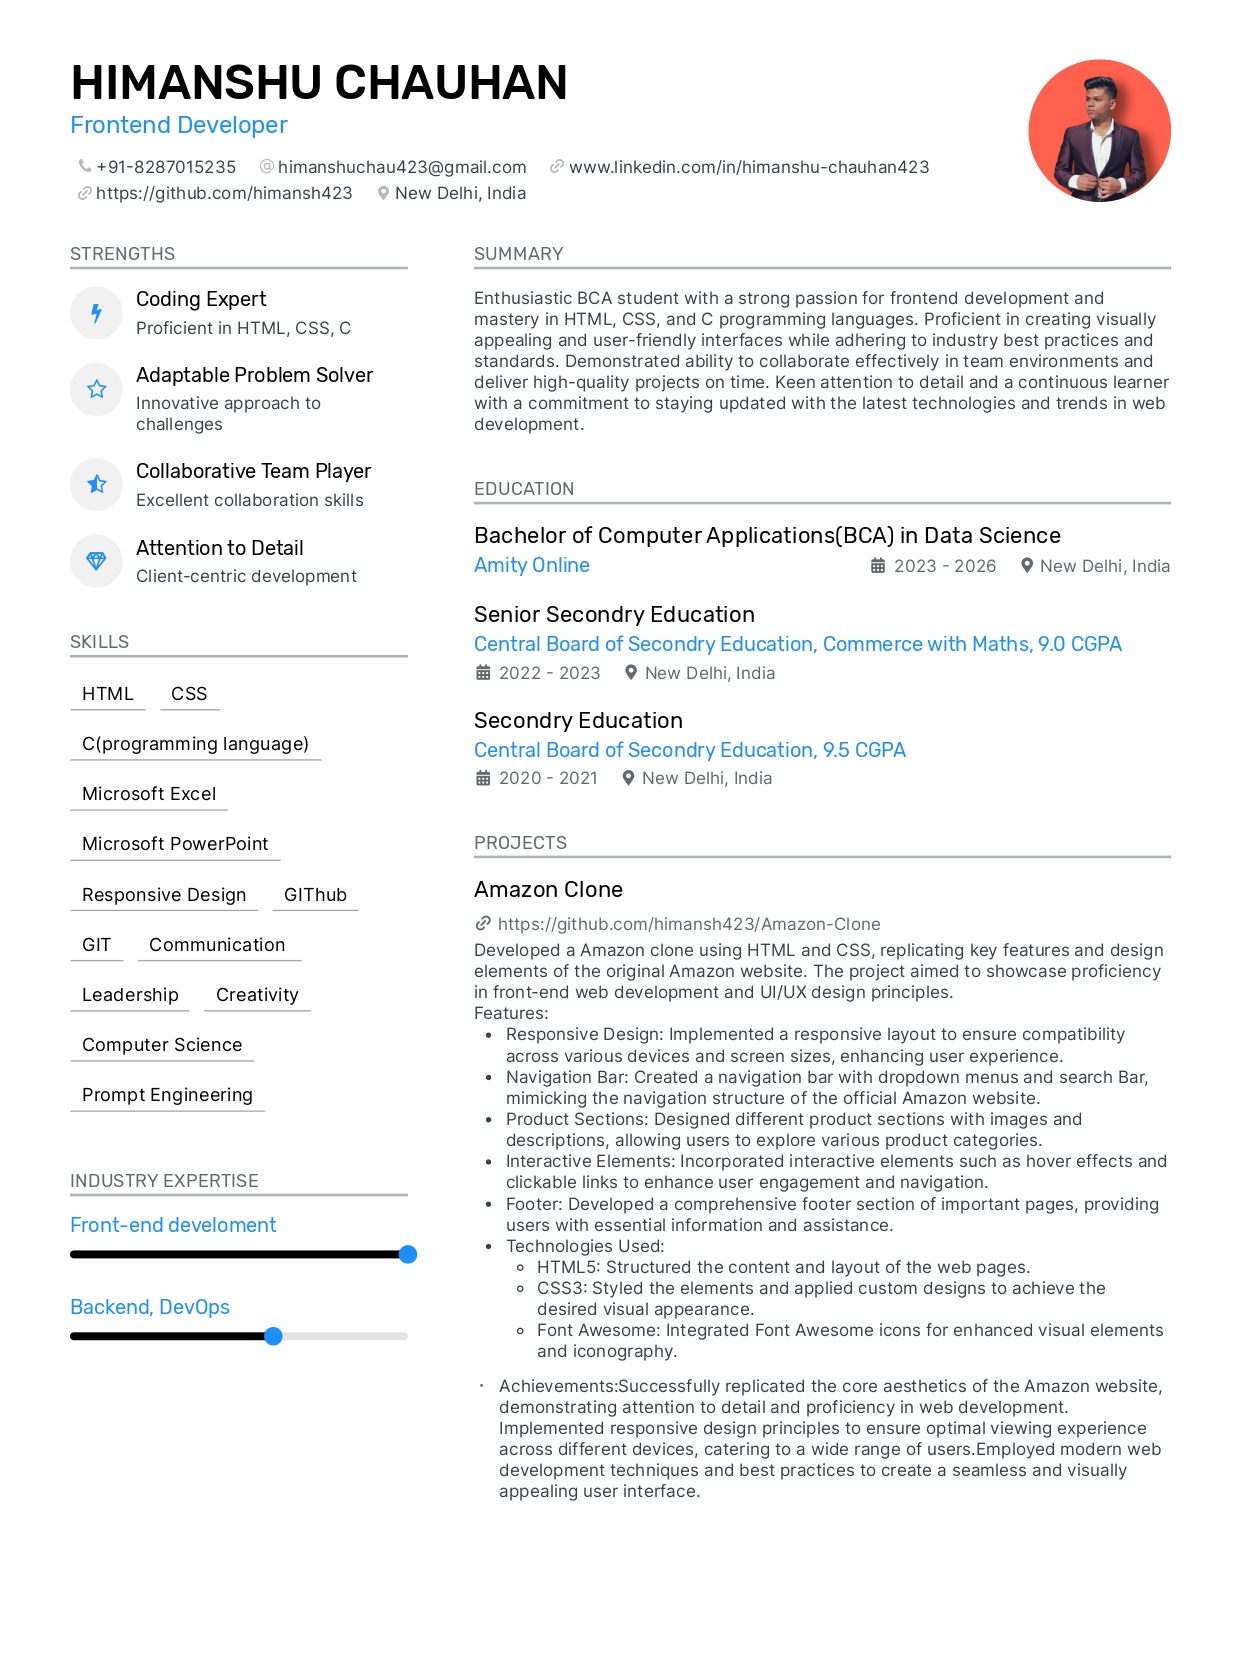 HIMANSHU CHAUHAN
Frontend Developer
+91-8287015235 himanshuchau423@gmail.com www.linkedin.com/in/himanshu-chauhan423
https://github.com/himansh423 New Delhi, India
STRENGTHS
Coding Expert
Proficient in HTML, CSS, C
Adaptable Problem Solver
Innovative approach to
challenges
Collaborative Team Player
Excellent collaboration skills
Attention to Detail
Client-centric development
SKILLS
HTML CSS
C(programming language)
Microsoft Excel
Microsoft PowerPoint
Responsive Design GIThub
GIT Communication
Leadership Creativity
Computer Science
Prompt Engineering
INDUSTRY EXPERTISE
Front-end develoment
Backend, DevOps
SUMMARY
Enthusiastic BCA student with a strong passion for frontend development and
mastery in HTML, CSS, and C programming languages. Proficient in creating visually
appealing and user-friendly interfaces while adhering to industry best practices and
standards. Demonstrated ability to collaborate effectively in team environments and
deliver high-quality projects on time. Keen attention to detail and a continuous learner
with a commitment to staying updated with the latest technologies and trends in web
development.
EDUCATION
Bachelor of Computer Applications(BCA) in Data Science
Amity Online 2023 - 2026 New Delhi, India
Senior Secondry Education
Central Board of Secondry Education, Commerce with Maths, 9.0 CGPA
2022 - 2023 New Delhi, India
Secondry Education
Central Board of Secondry Education, 9.5 CGPA
2020 - 2021 New Delhi, India
PROJECTS
Amazon Clone
https://github.com/himansh423/Amazon-Clone
Developed a Amazon clone using HTML and CSS, replicating key features and design
elements of the original Amazon website. The project aimed to showcase proficiency
in front-end web development and UI/UX design principles.
Features:
• Responsive Design: Implemented a responsive layout to ensure compatibility
across various devices and screen sizes, enhancing user experience.
• Navigation Bar: Created a navigation bar with dropdown menus and search Bar,
mimicking the navigation structure of the official Amazon website.
• Product Sections: Designed different product sections with images and
descriptions, allowing users to explore various product categories.
• Interactive Elements: Incorporated interactive elements such as hover effects and
clickable links to enhance user engagement and navigation.
• Footer: Developed a comprehensive footer section of important pages, providing
users with essential information and assistance.
• Technologies Used:
◦ HTML5: Structured the content and layout of the web pages.
◦ CSS3: Styled the elements and applied custom designs to achieve the
desired visual appearance.
◦ Font Awesome: Integrated Font Awesome icons for enhanced visual elements
and iconography.
· Achievements:Successfully replicated the core aesthetics of the Amazon website,
demonstrating attention to detail and proficiency in web development.
Implemented responsive design principles to ensure optimal viewing experience
across different devices, catering to a wide range of users.Employed modern web
development techniques and best practices to create a seamless and visually
appealing user interface.